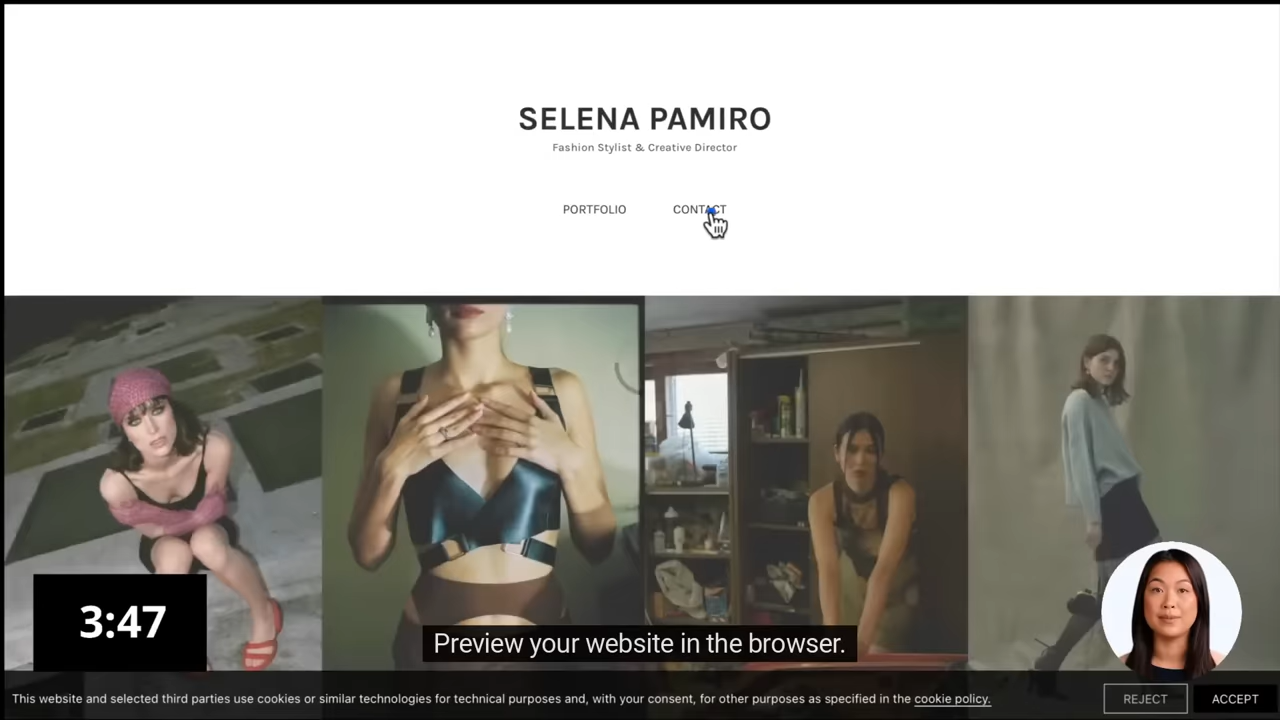 SELENA PAMIRO
Fashion Stylist & Creative Director
PORTFOLIO CONTACT
3:47
Preview your website in the browser.
This website and selected third parties use cookies or similar technologies for technical purposes and, with your consent, for other purposes as specified in the cookie policy.
REJECT ACCEPT